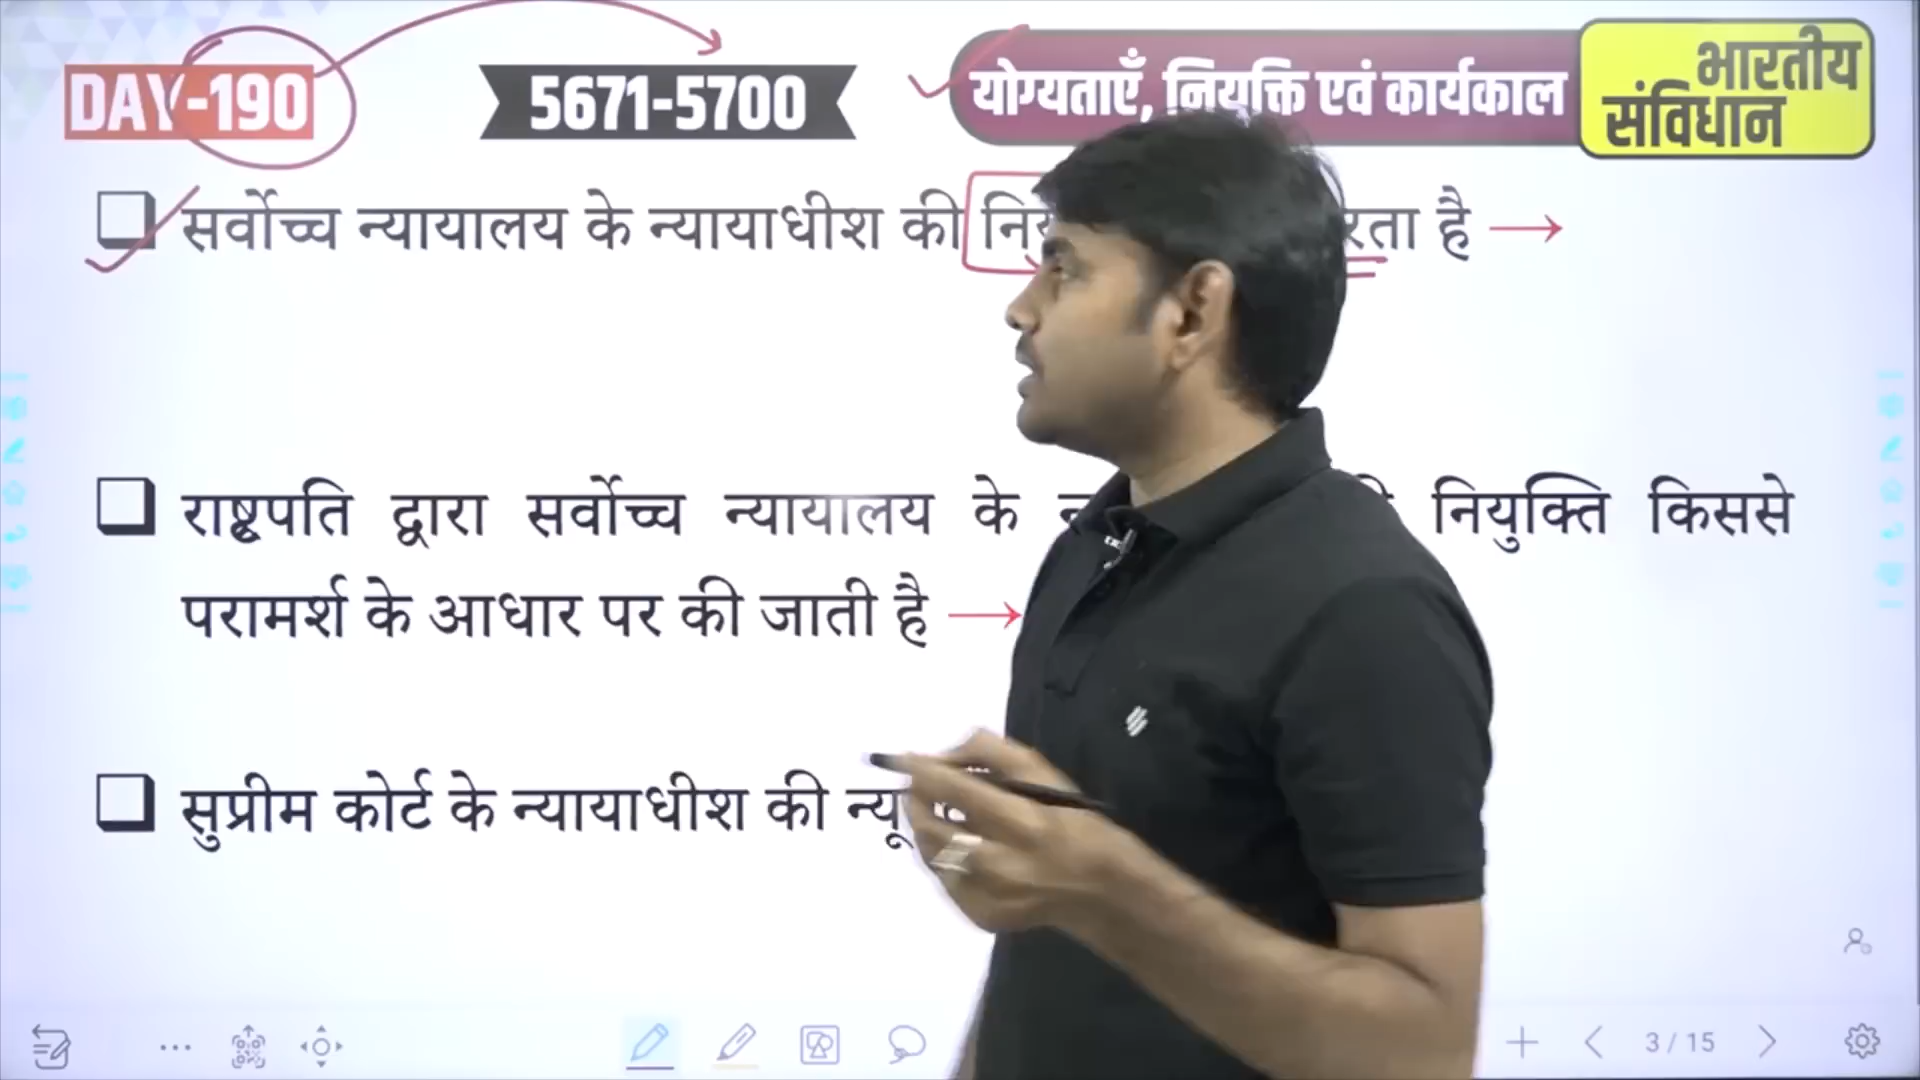 DAY-190
5671-5700
योग्यताएँ, नियुक्ति एवं कार्यकाल
भारतीय
संविधान
सर्वोच्च न्यायालय के न्यायाधीश की है →
राष्ट्रपति द्वारा सर्वोच्च न्यायालय के नियुक्ति किससे
परामर्श के आधार पर की जाती है →
सुप्रीम कोर्ट के न्यायाधीश की
3 / 15